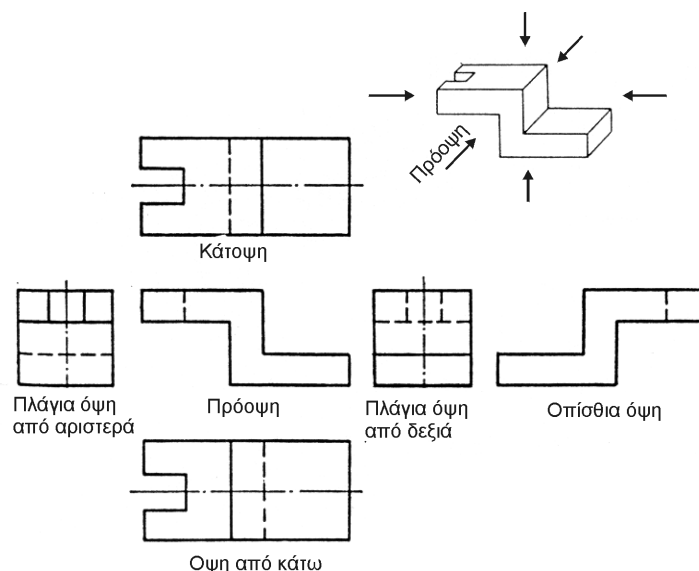 Πρόοψη
Κάτοψη
Πλάγια όψη
από αριστερά
Πρόοψη
Πλάγια όψη
από δεξιά
Οπίσθια όψη
Οψη από κάτω